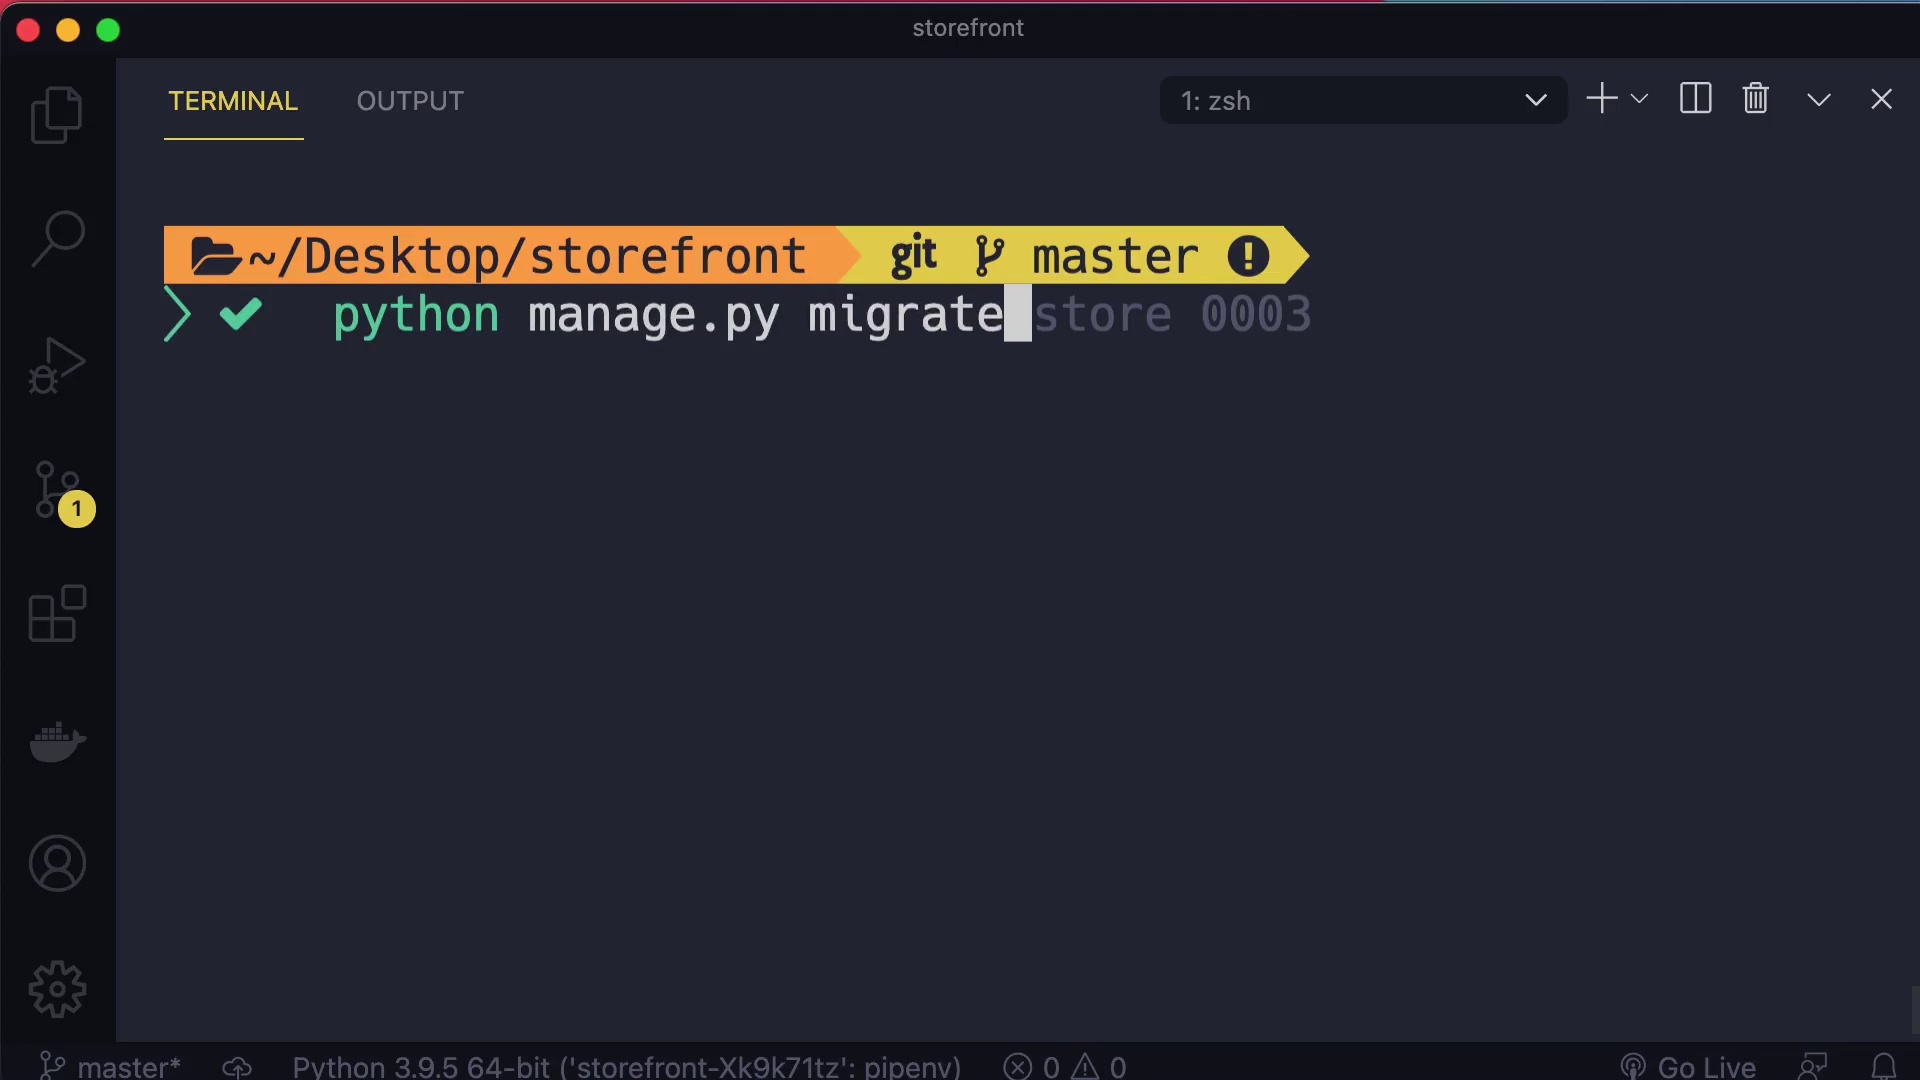 storefront
TERMINAL OUTPUT 1: zsh
~/Desktop/storefront git master !
python manage.py migrate store 0003
1
master* Python 3.9.5 64-bit ('storefront-Xk9k71tz': pipenv) 0 0 Go Live